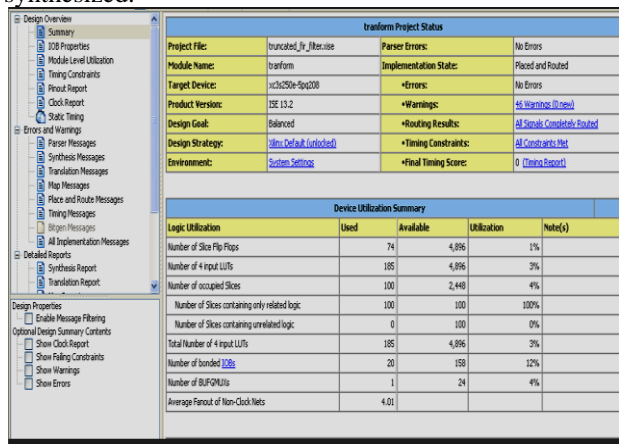 synthesized.
Design Overview
Summary
IOB Properties
Module Level Utilization
Timing Constraints
Pinout Report
Clock Report
Static Timing
Errors and Warnings
Parser Messages
Synthesis Messages
Translation Messages
Map Messages
Place and Route Messages
Timing Messages
Bitgen Messages
All Implementation Messages
Detailed Reports
Synthesis Report
Translation Report
Design Properties
Enable Message Filtering
Optional Design Summary Contents
Show Clock Report
Show Failing Constraints
Show Warnings
Show Errors
tranform Project Status
Project File: truncated_fir_filter.xise Parser Errors: No Errors
Module Name: tranform Implementation State: Placed and Routed
Target Device: xc3s250e-5pq208 •Errors: No Errors
Product Version: ISE 13.2 •Warnings: 46 Warnings (0 new)
Design Goal: Balanced •Routing Results: All Signals Completely Routed
Design Strategy: Xilinx Default (unlocked) •Timing Constraints: All Constraints Met
Environment: System Settings •Final Timing Score: 0 (Timing Report)
Device Utilization Summary
Logic Utilization Used Available Utilization Note(s)
Number of Slice Flip Flops 74 4,896 1%
Number of 4 input LUTs 185 4,896 3%
Number of occupied Slices 100 2,448 4%
Number of Slices containing only related logic 100 100 100%
Number of Slices containing unrelated logic 0 100 0%
Total Number of 4 input LUTs 185 4,896 3%
Number of bonded IOBs 20 158 12%
Number of BUFGMUXs 1 24 4%
Average Fanout of Non-Clock Nets 4.01